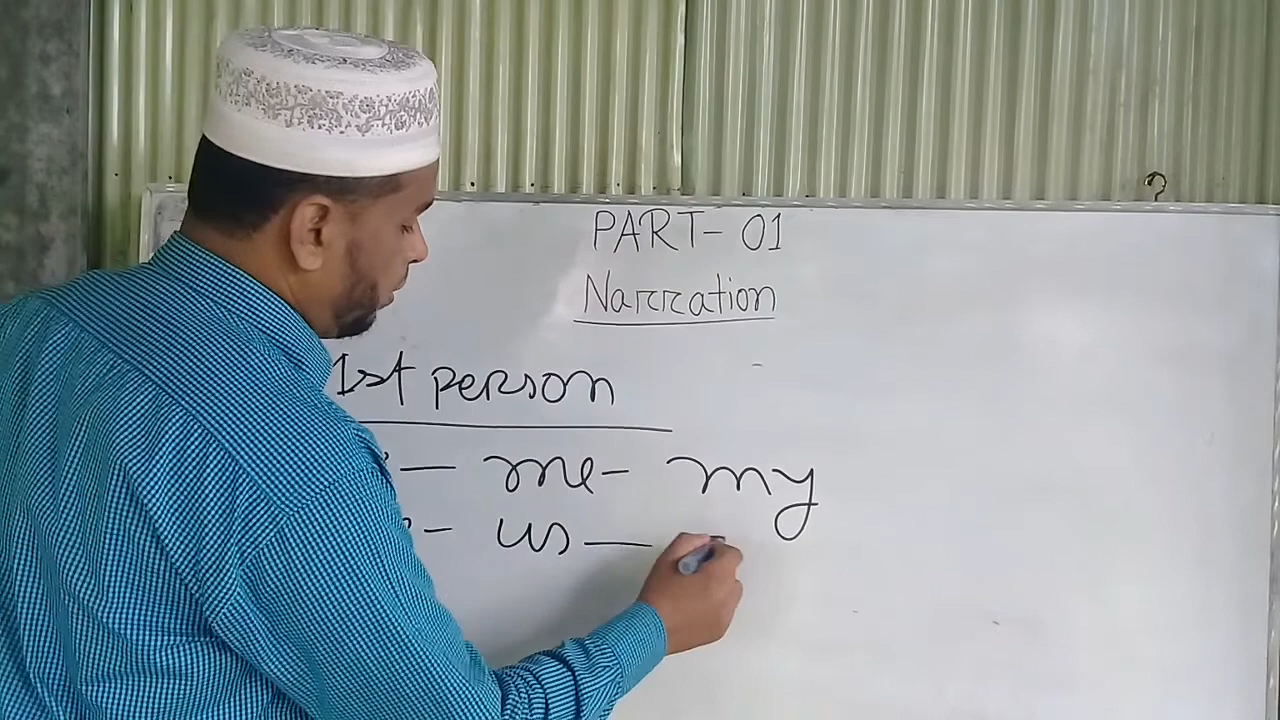 PART- 01
Narration
1st person
— me - my
- us —